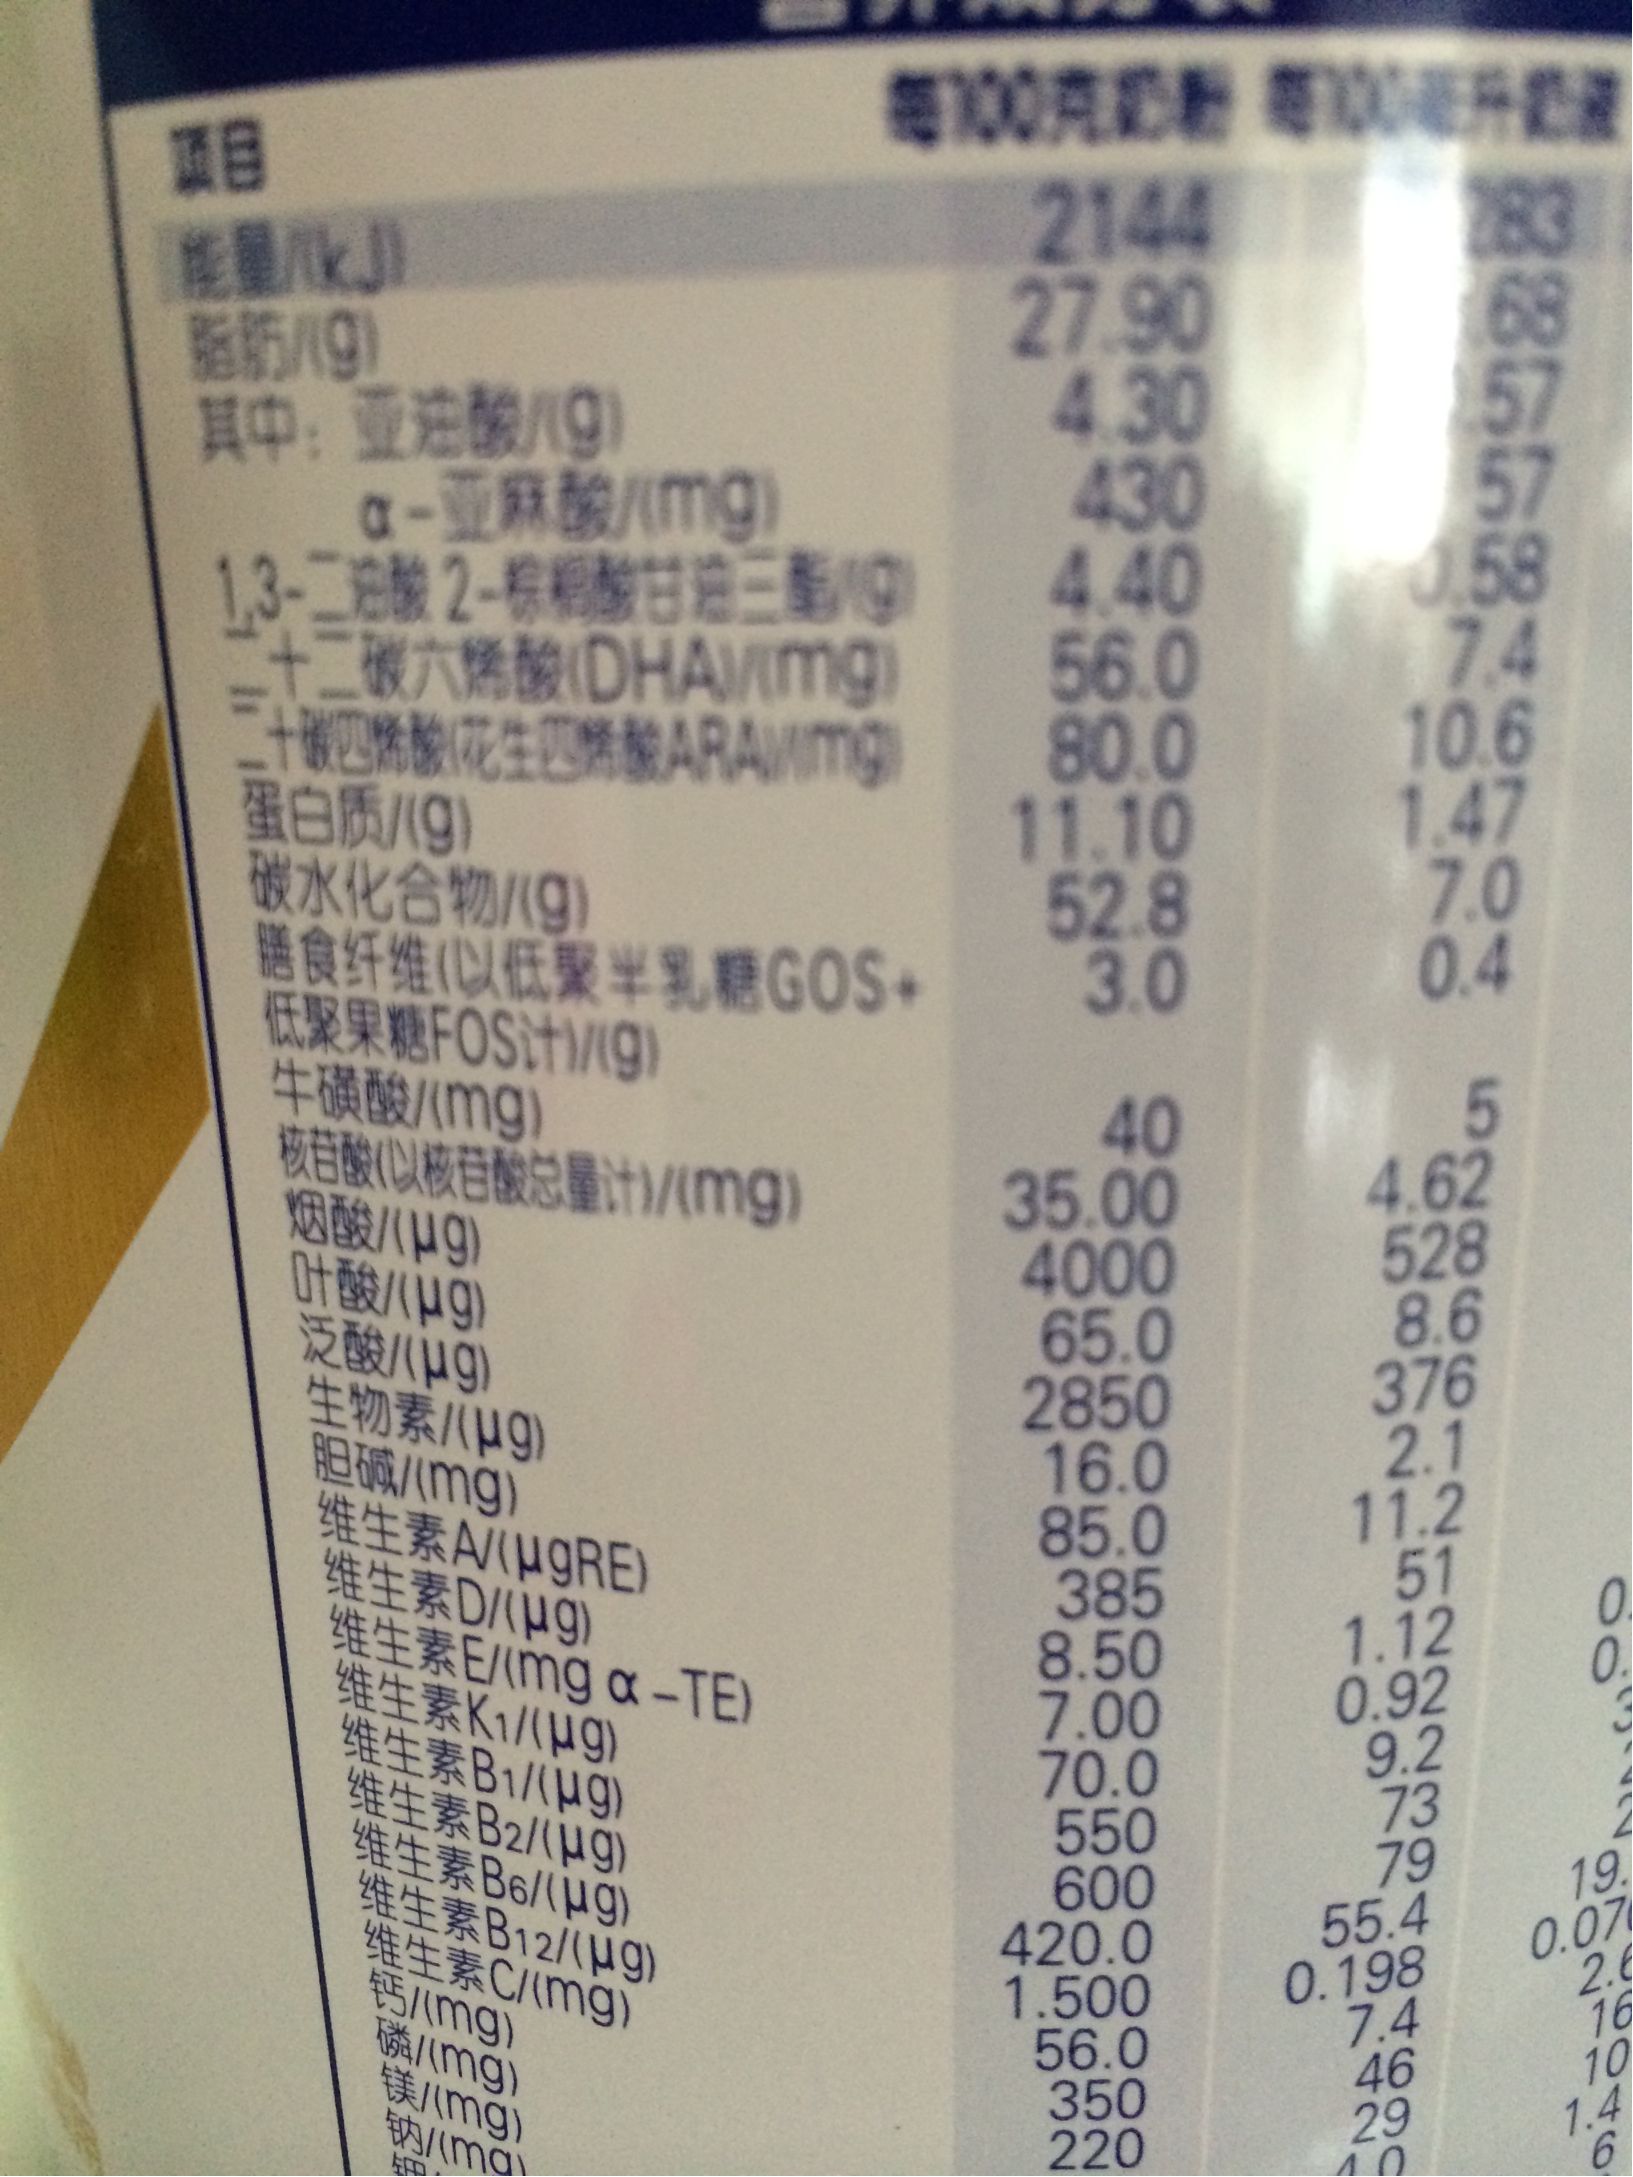 营养成分表
项目 每100克奶粉 每100毫升奶液
能量/(kJ) 2144 283
脂肪/(g) 27.90 .68
其中：亚油酸/(g) 4.30 .57
α-亚麻酸/(mg) 430 57
1,3-二油酸 2-棕榈酸甘油三酯/(g) 4.40 0.58
二十二碳六烯酸(DHA)/(mg) 56.0 7.4
二十碳四烯酸(花生四烯酸ARA)/(mg) 80.0 10.6
蛋白质/(g) 11.10 1.47
碳水化合物/(g) 52.8 7.0
膳食纤维(以低聚半乳糖GOS+ 3.0 0.4
低聚果糖FOS计)/(g)
牛磺酸/(mg) 40 5
核苷酸(以核苷酸总量计)/(mg) 35.00 4.62
烟酸/(μg) 4000 528
叶酸/(μg) 65.0 8.6
泛酸/(μg) 2850 376
生物素/(μg) 16.0 2.1
胆碱/(mg) 85.0 11.2
维生素A/(μgRE) 385 51
维生素D/(μg) 8.50 1.12
维生素E/(mg α-TE) 7.00 0.92
维生素K1/(μg) 70.0 9.2
维生素B1/(μg) 550 73
维生素B2/(μg) 600 79
维生素B6/(μg) 420.0 55.4
维生素B12/(μg) 1.500 0.198
维生素C/(mg) 56.0 7.4
钙/(mg) 350 46
磷/(mg) 220 29
镁/(mg)
钠/(mg)